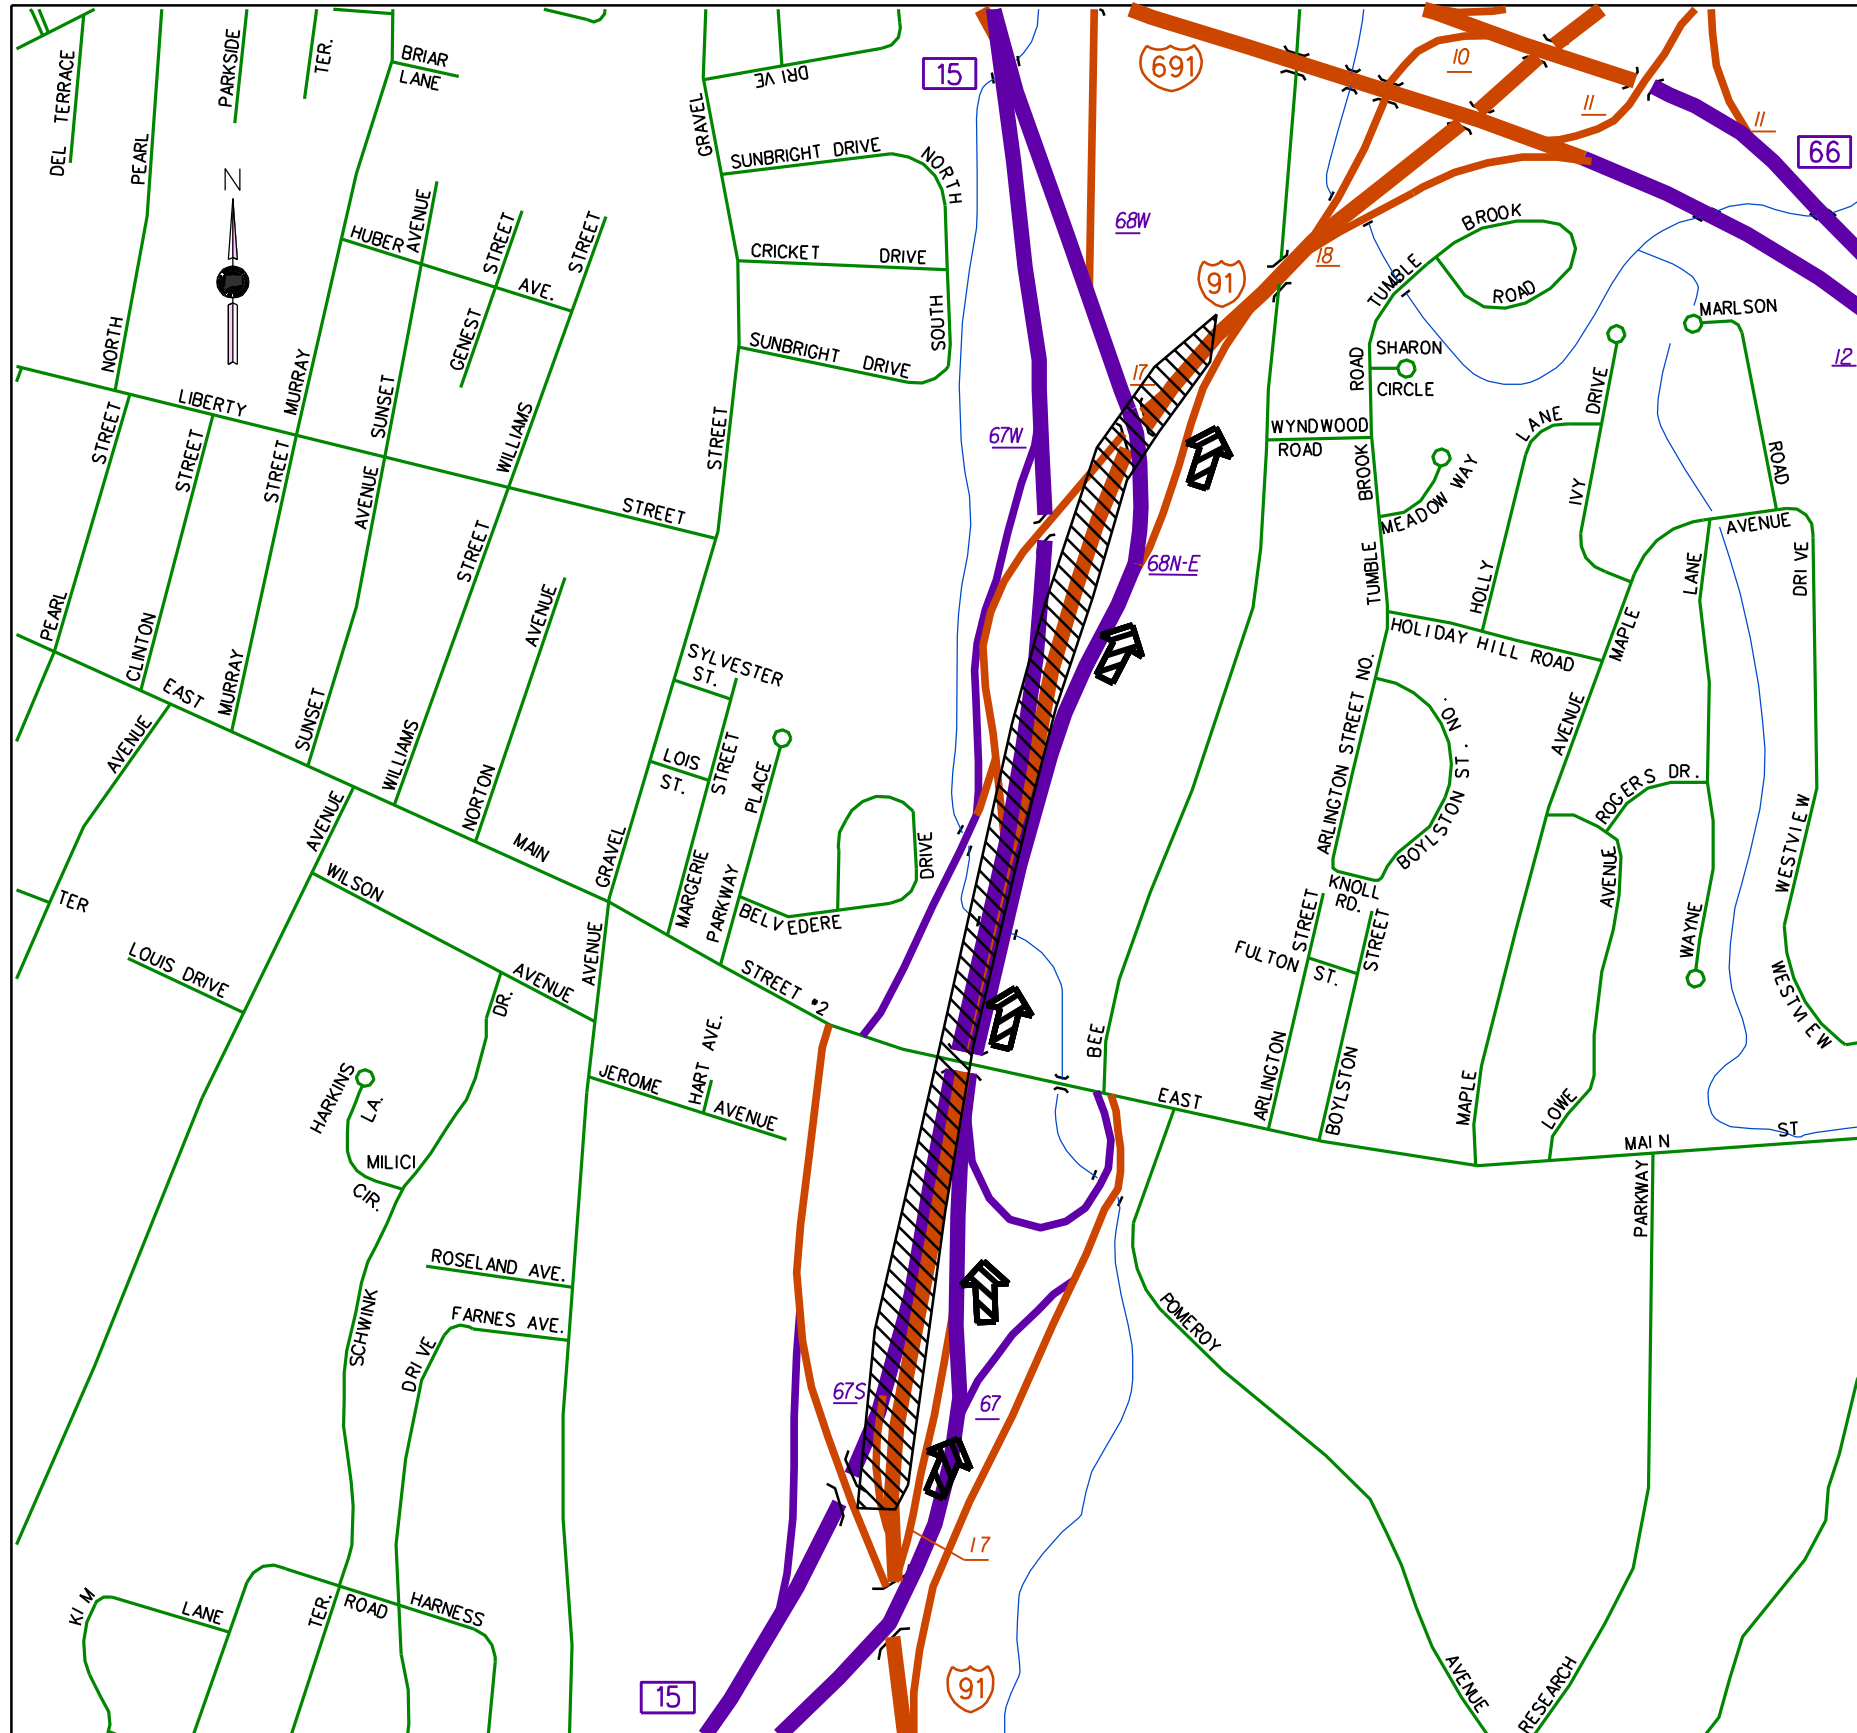 DEL TERRACE
PEARL
PARKSIDE
TER.
BRIAR
LANE
DRIVE
GRAVEL
15
691
10
11
11
66
SUNBRIGHT DRIVE
NORTH
N
HUBER
AVENUE
STREET
STREET
AVE.
CRICKET DRIVE
68W
91
18
BROOK
TUMBLE
ROAD
MARLSON
NORTH
GENEST
SOUTH
SUNBRIGHT DRIVE
17
ROAD
SHARON
CIRCLE
DRIVE
12
LIBERTY
MURRAY
SUNSET
WILLIAMS
STREET
STREET
STREET
STREET
67W
WYNDWOOD
ROAD
LANE
ROAD
STREET
AVENUE
BROOK
MEADOW WAY
IVY
AVENUE
STREET
68N-E
TUMBLE
HOLLY
LANE
DRIVE
PEARL
CLINTON
MURRAY
AVENUE
SYLVESTER
ST.
HOLIDAY HILL ROAD
MAPLE
EAST
SUNSET
WILLIAMS
AVENUE
ARLINGTON STREET NO.
BOYLSTON ST. NO.
AVENUE
LOIS
ST.
STREET
PLACE
NORTON
ROGERS DR.
AVENUE
MAIN
GRAVEL
DRIVE
WESTVIEW
TER
WILSON
MARGERIE
PARKWAY
BELVEDERE
KNOLL
RD.
AVENUE
STREET
STREET
WAYNE
LOUIS DRIVE
AVENUE
AVENUE
STREET #2
FULTON ST.
WESTVIEW
DR.
HART AVE.
BEE
HARKINS
LA.
JEROME
AVENUE
EAST
ARLINGTON
BOYLSTON
MAPLE
LOWE
MAIN
ST
MILICI
CIR.
PARKWAY
ROSELAND AVE.
FARNES AVE.
SCHWINK
DRIVE
POMEROY
67S
67
17
KIM
LANE
TER.
ROAD
HARNESS
15
91
AVENUE
RESEARCH